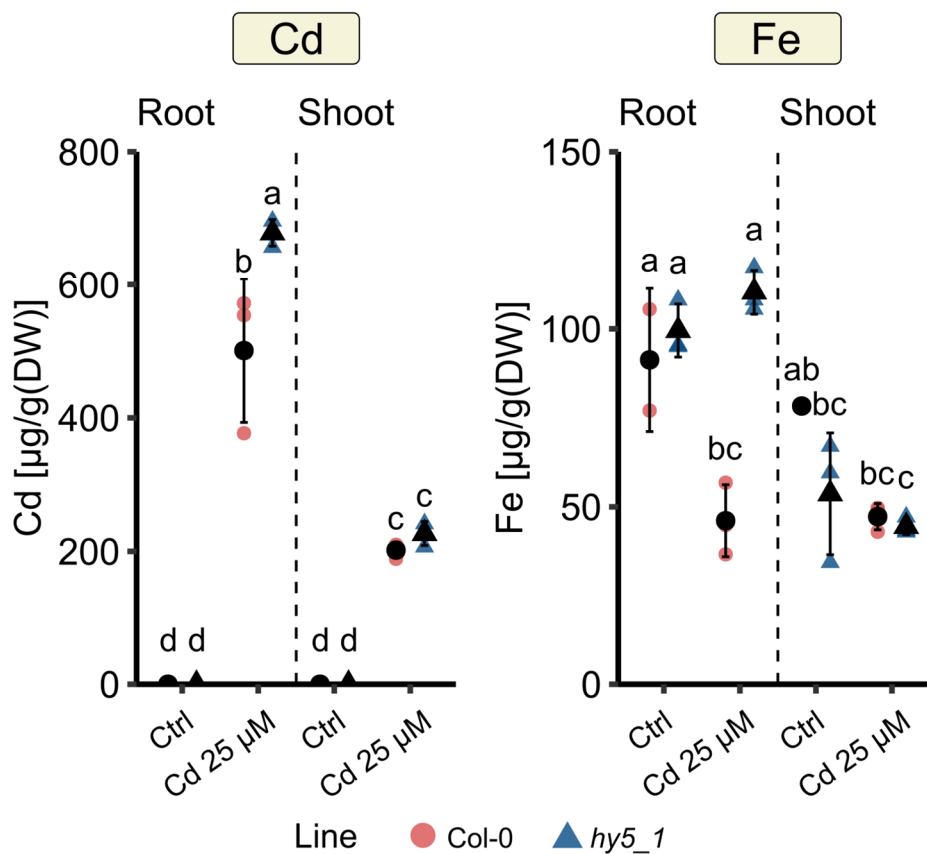 Cd
Fe
Root Shoot
Root Shoot
Cd [µg/g(DW)]
800
600
400
200
0
d d
b
a
d d
c
c
Ctrl
Cd 25 µM
Ctrl
Cd 25 µM
Fe [µg/g(DW)]
150
100
50
0
a a
bc
a
ab
bc
bc c
Ctrl
Cd 25 µM
Ctrl
Cd 25 µM
Line Col-0 hy5_1